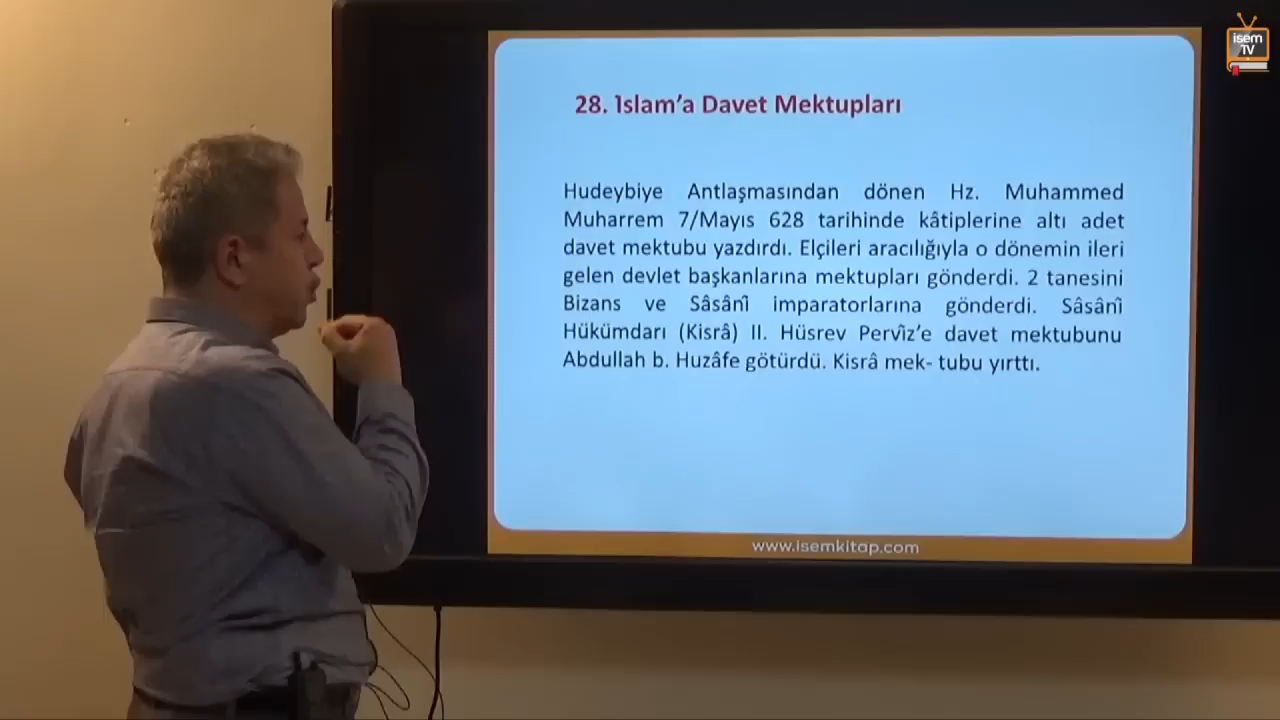 isem
TV
28. İslam'a Davet Mektupları
Hudeybiye Antlaşmasından dönen Hz. Muhammed
Muharrem 7/Mayıs 628 tarihinde kâtiplerine altı adet
davet mektubu yazdırdı. Elçileri aracılığıyla o dönemin ileri
gelen devlet başkanlarına mektupları gönderdi. 2 tanesini
Bizans ve Sâsânî imparatorlarına gönderdi. Sâsânî
Hükümdarı (Kisrâ) II. Hüsrev Pervîz'e davet mektubunu
Abdullah b. Huzâfe götürdü. Kisrâ mek- tubu yırttı.
www.isemkitap.com